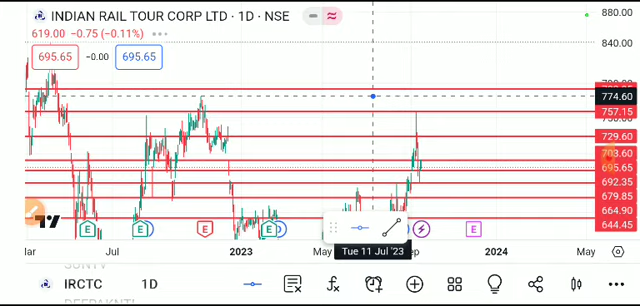 INDIAN RAIL TOUR CORP LTD · 1D · NSE
619.00 −0.75 (−0.11%)
695.65 −0.00 695.65
880.00
840.00
774.60
757.15
729.60
703.60
695.65
692.35
679.85
664.90
644.45
E E E E E
Jul 2023 May Tue 11 Jul '23 2024 May
IRCTC 1D